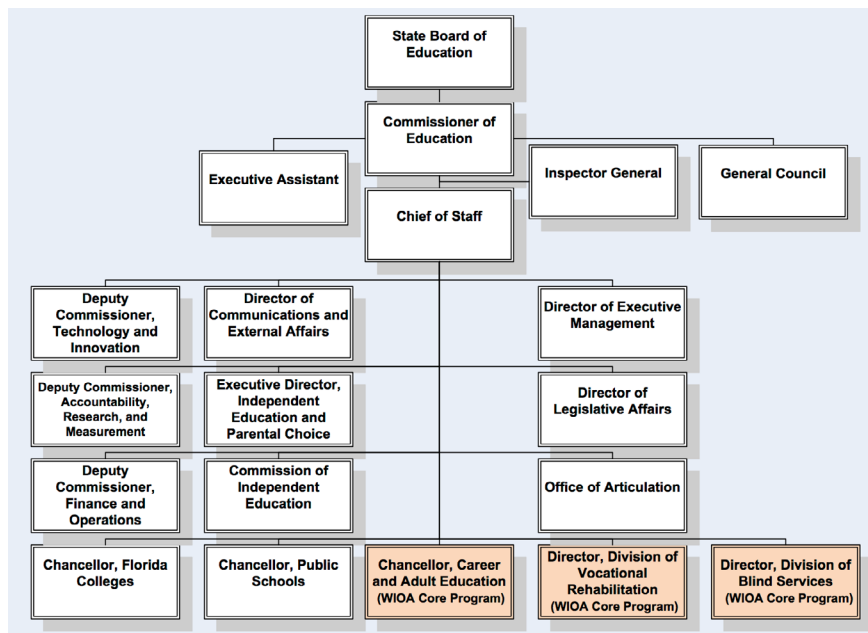 State Board of
Education
Commissioner of
Education
Executive Assistant
Inspector General
General Council
Chief of Staff
Deputy
Commissioner,
Technology and
Innovation
Director of
Communications and
External Affairs
Director of Executive
Management
Deputy Commissioner,
Accountability,
Research, and
Measurement
Executive Director,
Independent
Education and
Parental Choice
Director of
Legislative Affairs
Deputy
Commissioner,
Finance and
Operations
Commission of
Independent
Education
Office of Articulation
Chancellor, Florida
Colleges
Chancellor, Public
Schools
Chancellor, Career
and Adult Education
(WIOA Core Program)
Director, Division of
Vocational
Rehabilitation
(WIOA Core Program)
Director, Division of
Blind Services
(WIOA Core Program)